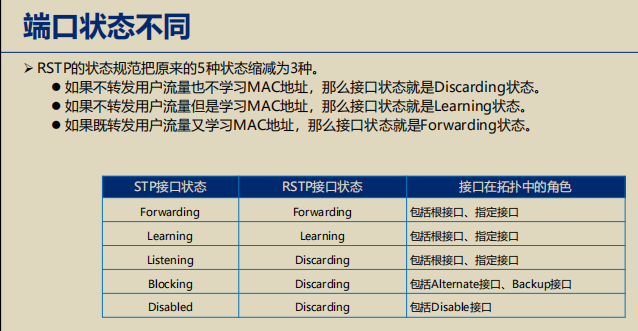 端口状态不同
➢ RSTP的状态规范把原来的5种状态缩减为3种。
● 如果不转发用户流量也不学习MAC地址，那么接口状态就是Discarding状态。
● 如果不转发用户流量但是学习MAC地址，那么接口状态就是Learning状态。
● 如果既转发用户流量又学习MAC地址，那么接口状态就是Forwarding状态。
STP接口状态 RSTP接口状态 接口在拓扑中的角色
Forwarding Forwarding 包括根接口、指定接口
Learning Learning 包括根接口、指定接口
Listening Discarding 包括根接口、指定接口
Blocking Discarding 包括Alternate接口、Backup接口
Disabled Discarding 包括Disable接口